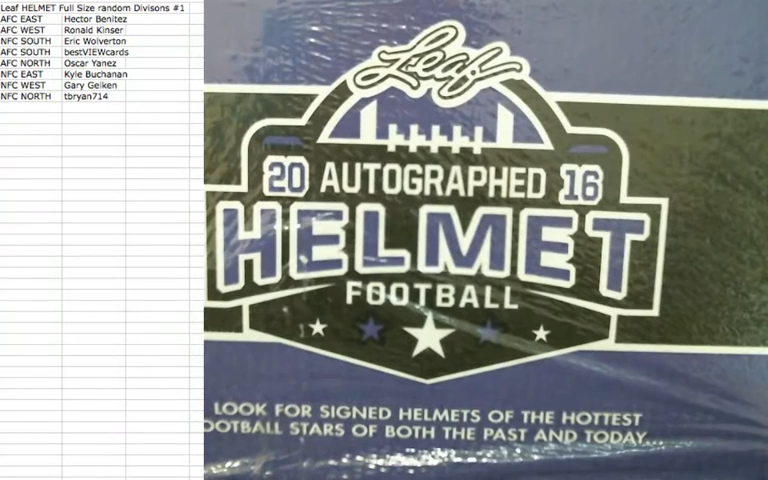 Leaf HELMET Full Size random Divisons #1
AFC EAST Hector Benitez
AFC WEST Ronald Kinser
NFC SOUTH Eric Wolverton
AFC SOUTH bestVIEWcards
AFC NORTH Oscar Yanez
NFC EAST Kyle Buchanan
NFC WEST Gary Geiken
NFC NORTH tbryan714
Leaf
20 AUTOGRAPHED 16
HELMET
FOOTBALL
LOOK FOR SIGNED HELMETS OF THE HOTTEST
OOTBALL STARS OF BOTH THE PAST AND TODAY...